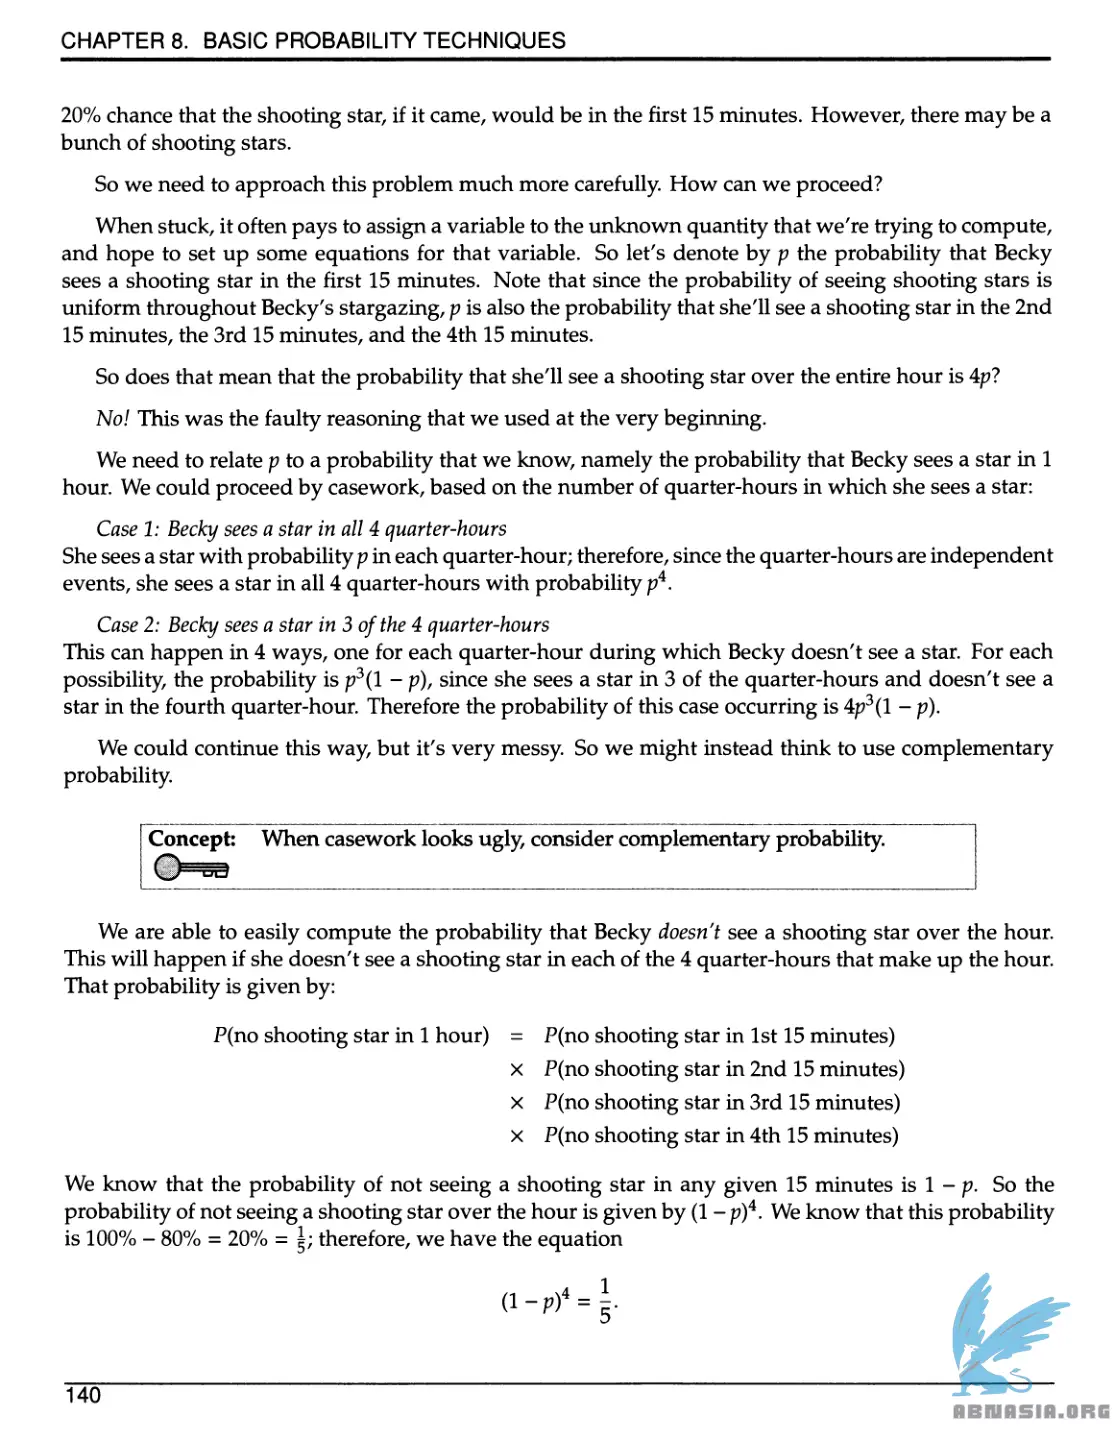 CHAPTER 8. BASIC PROBABILITY TECHNIQUES
20% chance that the shooting star, if it came, would be in the first 15 minutes. However, there may be a
bunch of shooting stars.
So we need to approach this problem much more carefully. How can we proceed?
When stuck, it often pays to assign a variable to the unknown quantity that we're trying to compute,
and hope to set up some equations for that variable. So let's denote by p the probability that Becky
sees a shooting star in the first 15 minutes. Note that since the probability of seeing shooting stars is
uniform throughout Becky's stargazing, p is also the probability that she'll see a shooting star in the 2nd
15 minutes, the 3rd 15 minutes, and the 4th 15 minutes.
So does that mean that the probability that she'll see a shooting star over the entire hour is 4p?
No! This was the faulty reasoning that we used at the very beginning.
We need to relate p to a probability that we know, namely the probability that Becky sees a star in 1
hour. We could proceed by casework, based on the number of quarter-hours in which she sees a star:
Case 1: Becky sees a star in all 4 quarter-hours
She sees a star with probability p in each quarter-hour; therefore, since the quarter-hours are independent
events, she sees a star in all 4 quarter-hours with probability p⁴.
Case 2: Becky sees a star in 3 of the 4 quarter-hours
This can happen in 4 ways, one for each quarter-hour during which Becky doesn't see a star. For each
possibility, the probability is p³(1 − p), since she sees a star in 3 of the quarter-hours and doesn't see a
star in the fourth quarter-hour. Therefore the probability of this case occurring is 4p³(1 − p).
We could continue this way, but it's very messy. So we might instead think to use complementary
probability.
Concept: When casework looks ugly, consider complementary probability.
We are able to easily compute the probability that Becky doesn't see a shooting star over the hour.
This will happen if she doesn't see a shooting star in each of the 4 quarter-hours that make up the hour.
That probability is given by:
P(no shooting star in 1 hour) = P(no shooting star in 1st 15 minutes)
× P(no shooting star in 2nd 15 minutes)
× P(no shooting star in 3rd 15 minutes)
× P(no shooting star in 4th 15 minutes)
We know that the probability of not seeing a shooting star in any given 15 minutes is 1 − p. So the
probability of not seeing a shooting star over the hour is given by (1 − p)⁴. We know that this probability
is 100% − 80% = 20% = 1/5; therefore, we have the equation
(1 − p)⁴ = 1/5.
140
ABNASIA.ORG